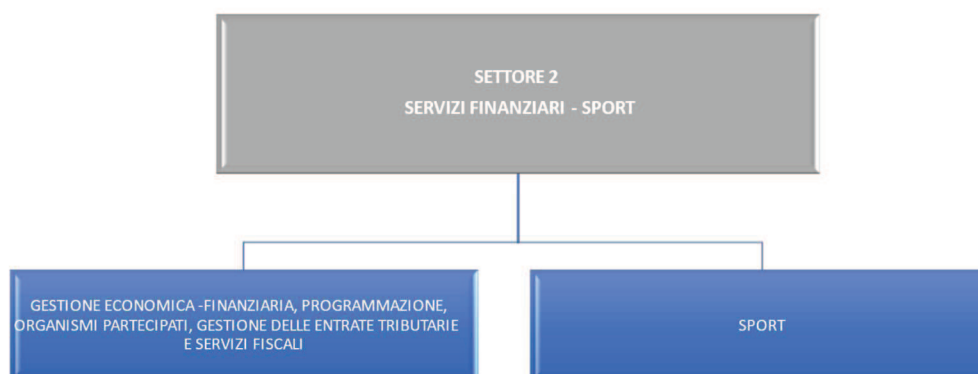 SETTORE 2
SERVIZI FINANZIARI - SPORT
GESTIONE ECONOMICA -FINANZIARIA, PROGRAMMAZIONE,
ORGANISMI PARTECIPATI, GESTIONE DELLE ENTRATE TRIBUTARIE
E SERVIZI FISCALI
SPORT